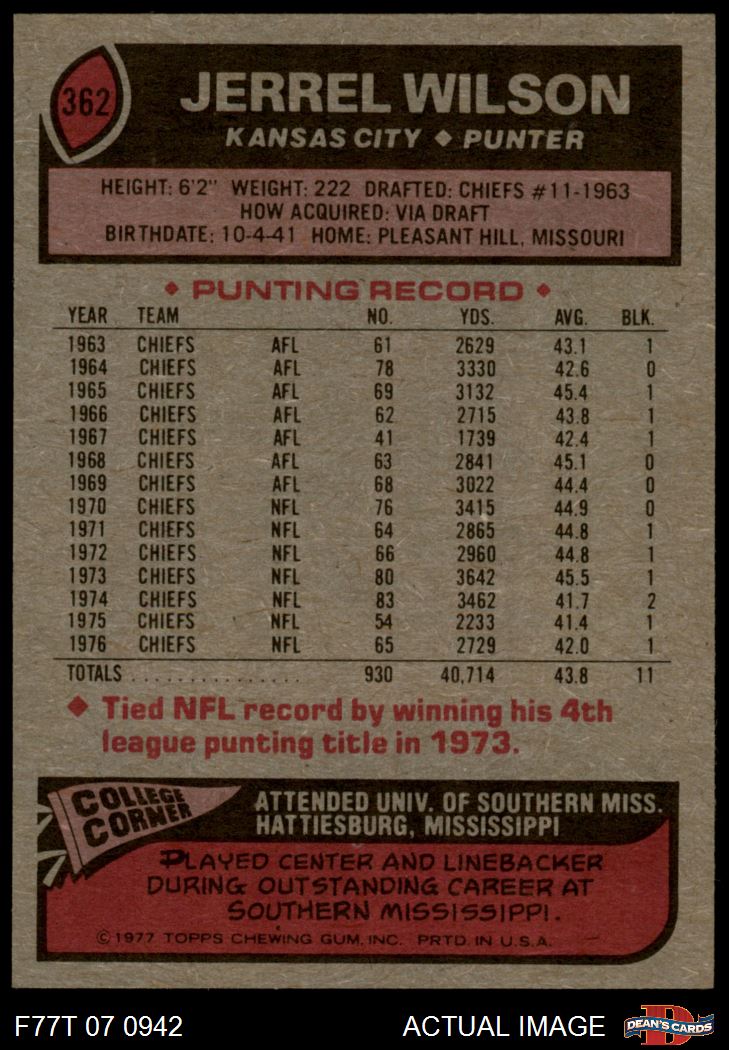 362
JERREL WILSON
KANSAS CITY ◆ PUNTER
HEIGHT: 6'2" WEIGHT: 222 DRAFTED: CHIEFS #11-1963
HOW ACQUIRED: VIA DRAFT
BIRTHDATE: 10-4-41 HOME: PLEASANT HILL, MISSOURI
◆ PUNTING RECORD ◆
YEAR TEAM NO. YDS. AVG. BLK.
1963 CHIEFS AFL 61 2629 43.1 1
1964 CHIEFS AFL 78 3330 42.6 0
1965 CHIEFS AFL 69 3132 45.4 1
1966 CHIEFS AFL 62 2715 43.8 1
1967 CHIEFS AFL 41 1739 42.4 1
1968 CHIEFS AFL 63 2841 45.1 0
1969 CHIEFS AFL 68 3022 44.4 0
1970 CHIEFS NFL 76 3415 44.9 0
1971 CHIEFS NFL 64 2865 44.8 1
1972 CHIEFS NFL 66 2960 44.8 1
1973 CHIEFS NFL 80 3642 45.5 1
1974 CHIEFS NFL 83 3462 41.7 2
1975 CHIEFS NFL 54 2233 41.4 1
1976 CHIEFS NFL 65 2729 42.0 1
TOTALS ................ 930 40,714 43.8 11
◆ Tied NFL record by winning his 4th
league punting title in 1973.
COLLEGE
CORNER
ATTENDED UNIV. OF SOUTHERN MISS.
HATTIESBURG, MISSISSIPPI
PLAYED CENTER AND LINEBACKER
DURING OUTSTANDING CAREER AT
SOUTHERN MISSISSIPPI.
©1977 TOPPS CHEWING GUM, INC. PRTD. IN U.S.A.
F77T 07 0942 ACTUAL IMAGE
D
DEAN'S CARDS